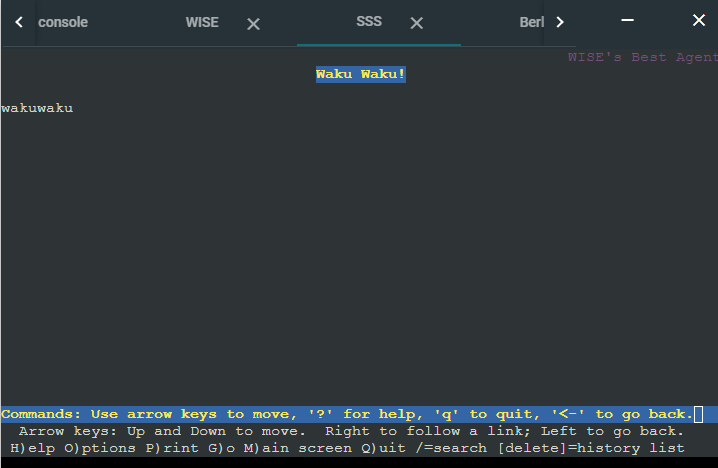 console WISE SSS Berl
WISE's Best Agent
Waku Waku!
wakuwaku
Commands: Use arrow keys to move, '?' for help, 'q' to quit, '<-' to go back.
Arrow keys: Up and Down to move. Right to follow a link; Left to go back.
H)elp O)ptions P)rint G)o M)ain screen Q)uit /=search [delete]=history list